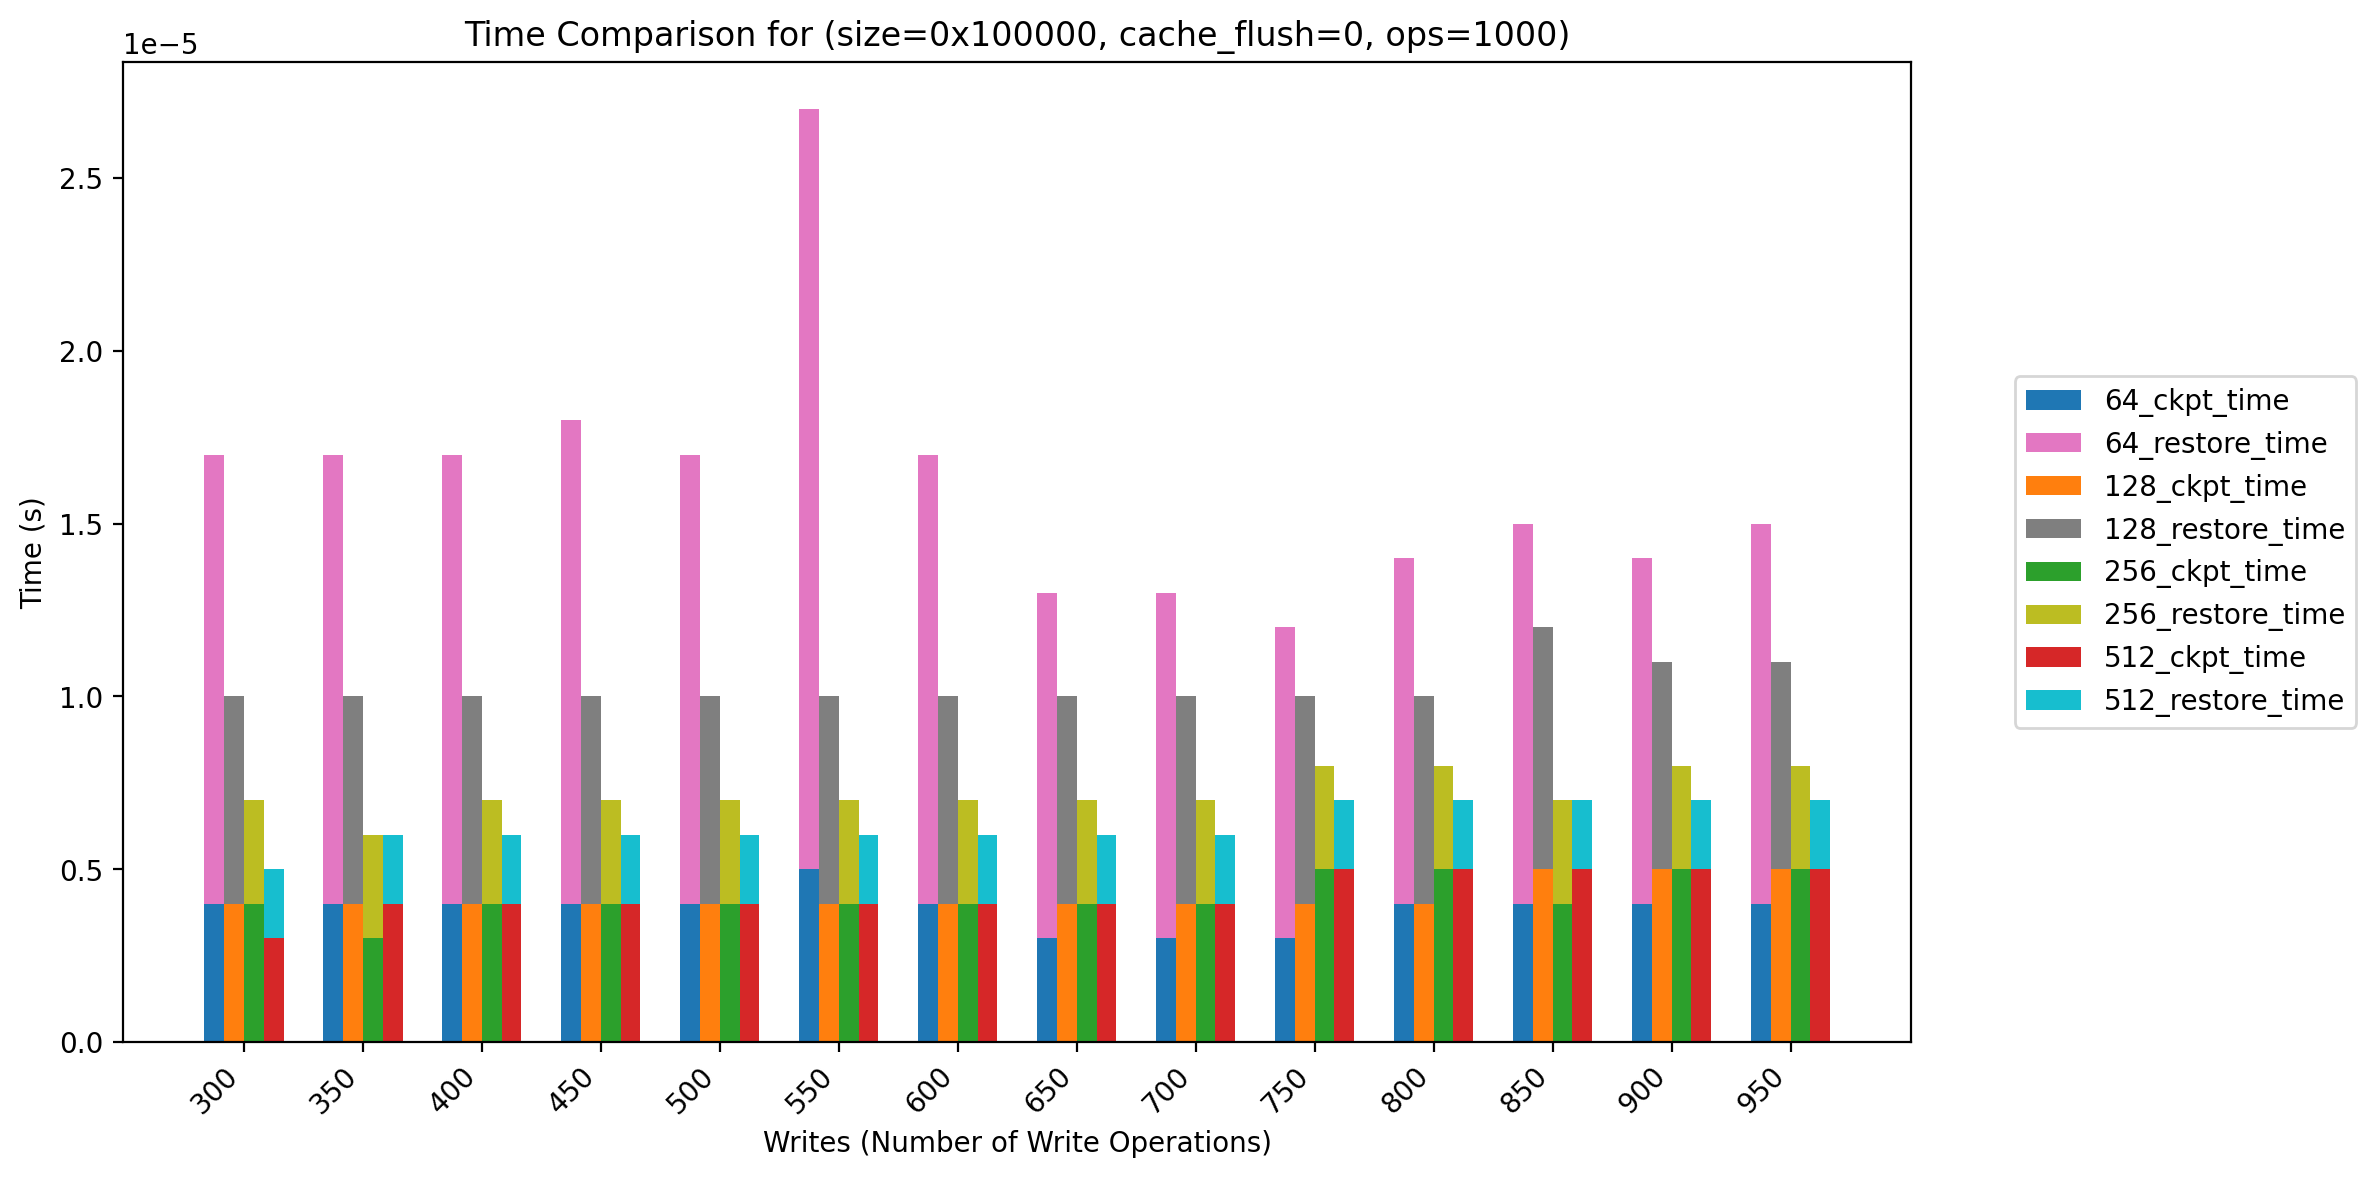 Time Comparison for (size=0x100000, cache_flush=0, ops=1000)
1e−5
2.5
2.0
1.5
1.0
0.5
0.0
Time (s)
300 350 400 450 500 550 600 650 700 750 800 850 900 950
Writes (Number of Write Operations)
64_ckpt_time
64_restore_time
128_ckpt_time
128_restore_time
256_ckpt_time
256_restore_time
512_ckpt_time
512_restore_time